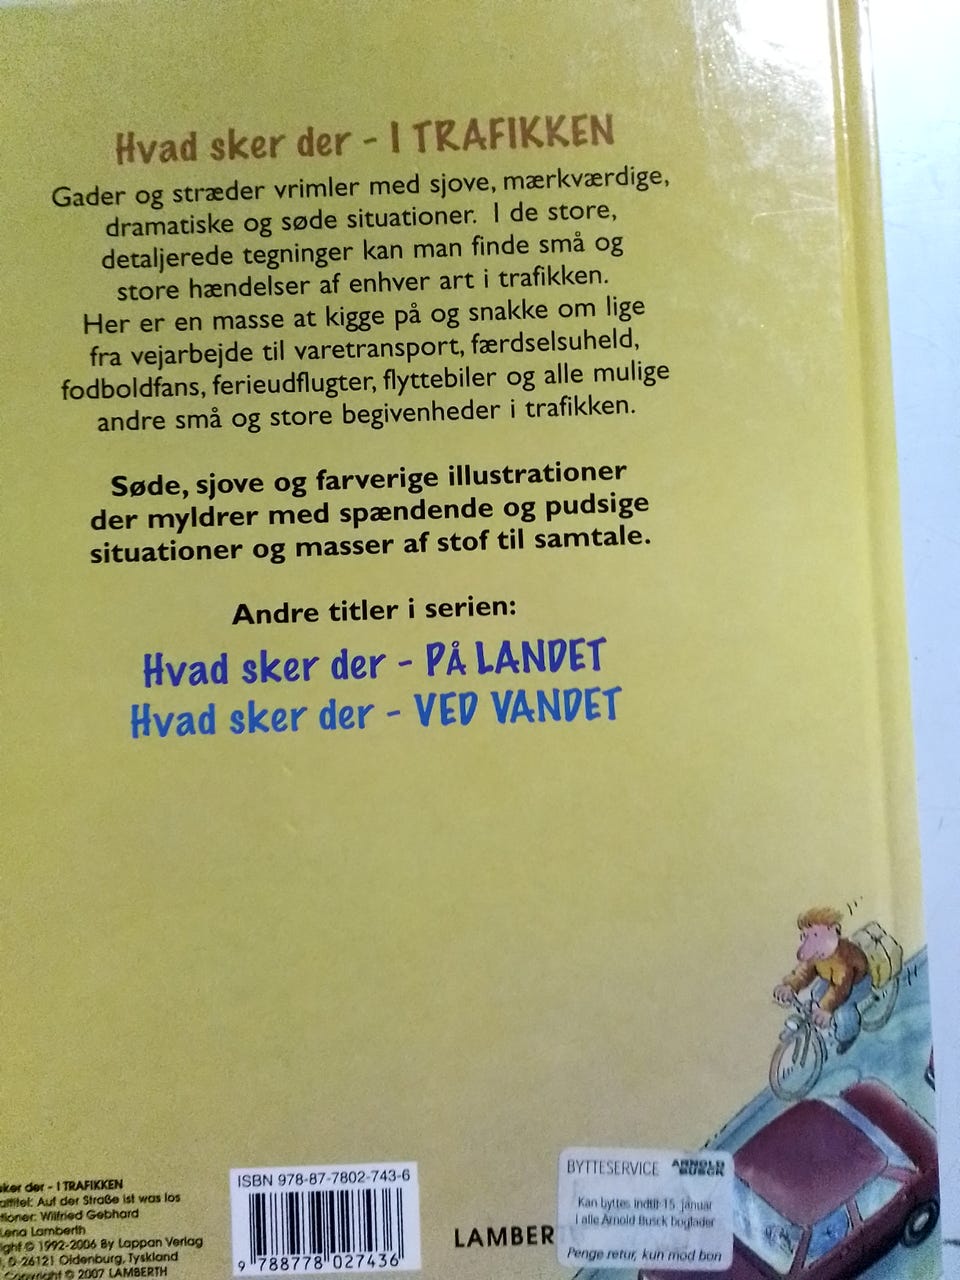 Hvad sker der - I TRAFIKKEN
Gader og stræder vrimler med sjove, mærkværdige,
dramatiske og søde situationer. I de store,
detaljerede tegninger kan man finde små og
store hændelser af enhver art i trafikken.
Her er en masse at kigge på og snakke om lige
fra vejarbejde til varetransport, færdselsuheld,
fodboldfans, ferieudflugter, flyttebiler og alle mulige
andre små og store begivenheder i trafikken.
Søde, sjove og farverige illustrationer
der myldrer med spændende og pudsige
situationer og masser af stof til samtale.
Andre titler i serien:
Hvad sker der - PÅ LANDET
Hvad sker der - VED VANDET
sker der - I TRAFIKKEN
Auf der Straße ist was los
tioner: Wilfried Gebhard
Lena Lamberth
ght © 1992-2006 By Lappan Verlag
26121 Oldenburg, Tyskland
Copyright © 2007 LAMBERTH
ISBN 978-87-7802-743-6
9 788778 027436
LAMBER
BYTTESERVICE ARNOLD BUSCK
Kan byttes indtil 15. januar
I alle Arnold Busck boglader
Penge retur, kun mod bon